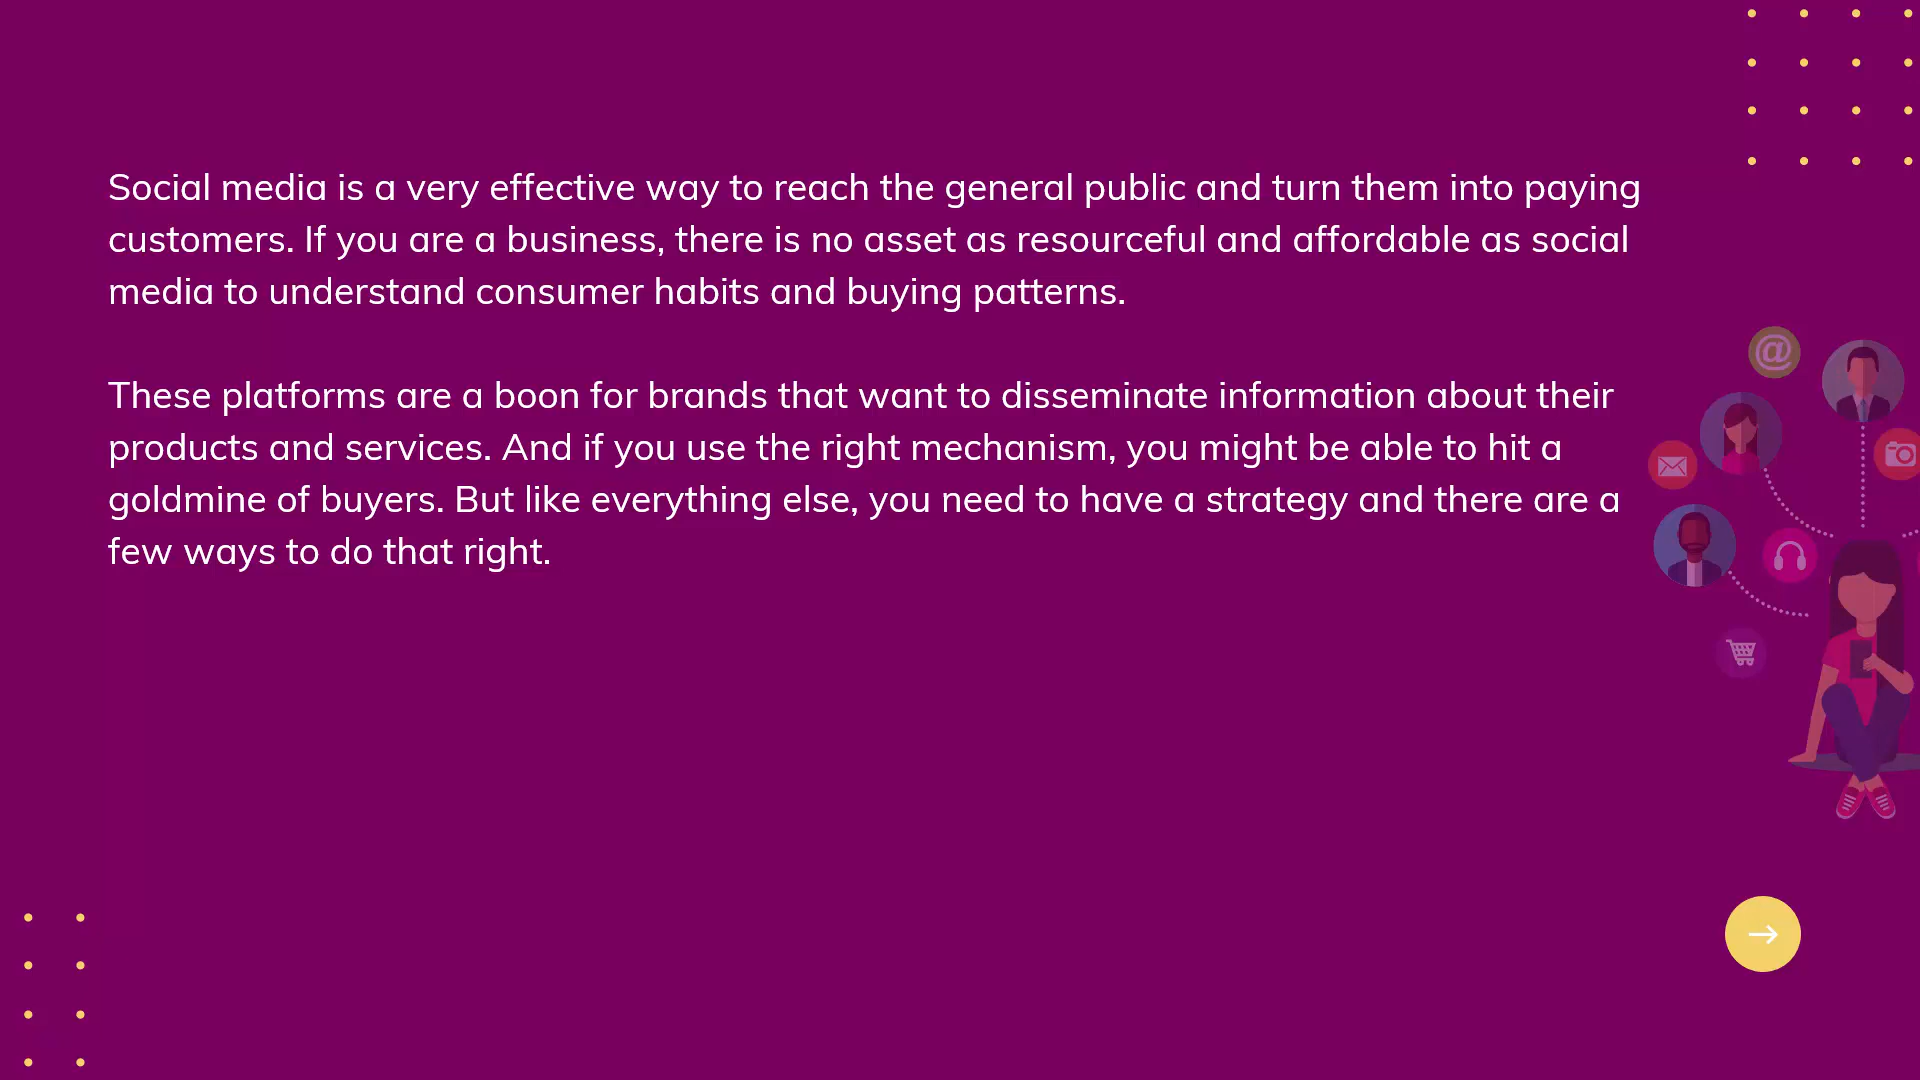 Social media is a very effective way to reach the general public and turn them into paying
customers. If you are a business, there is no asset as resourceful and affordable as social
media to understand consumer habits and buying patterns.
These platforms are a boon for brands that want to disseminate information about their
products and services. And if you use the right mechanism, you might be able to hit a
goldmine of buyers. But like everything else, you need to have a strategy and there are a
few ways to do that right.
@